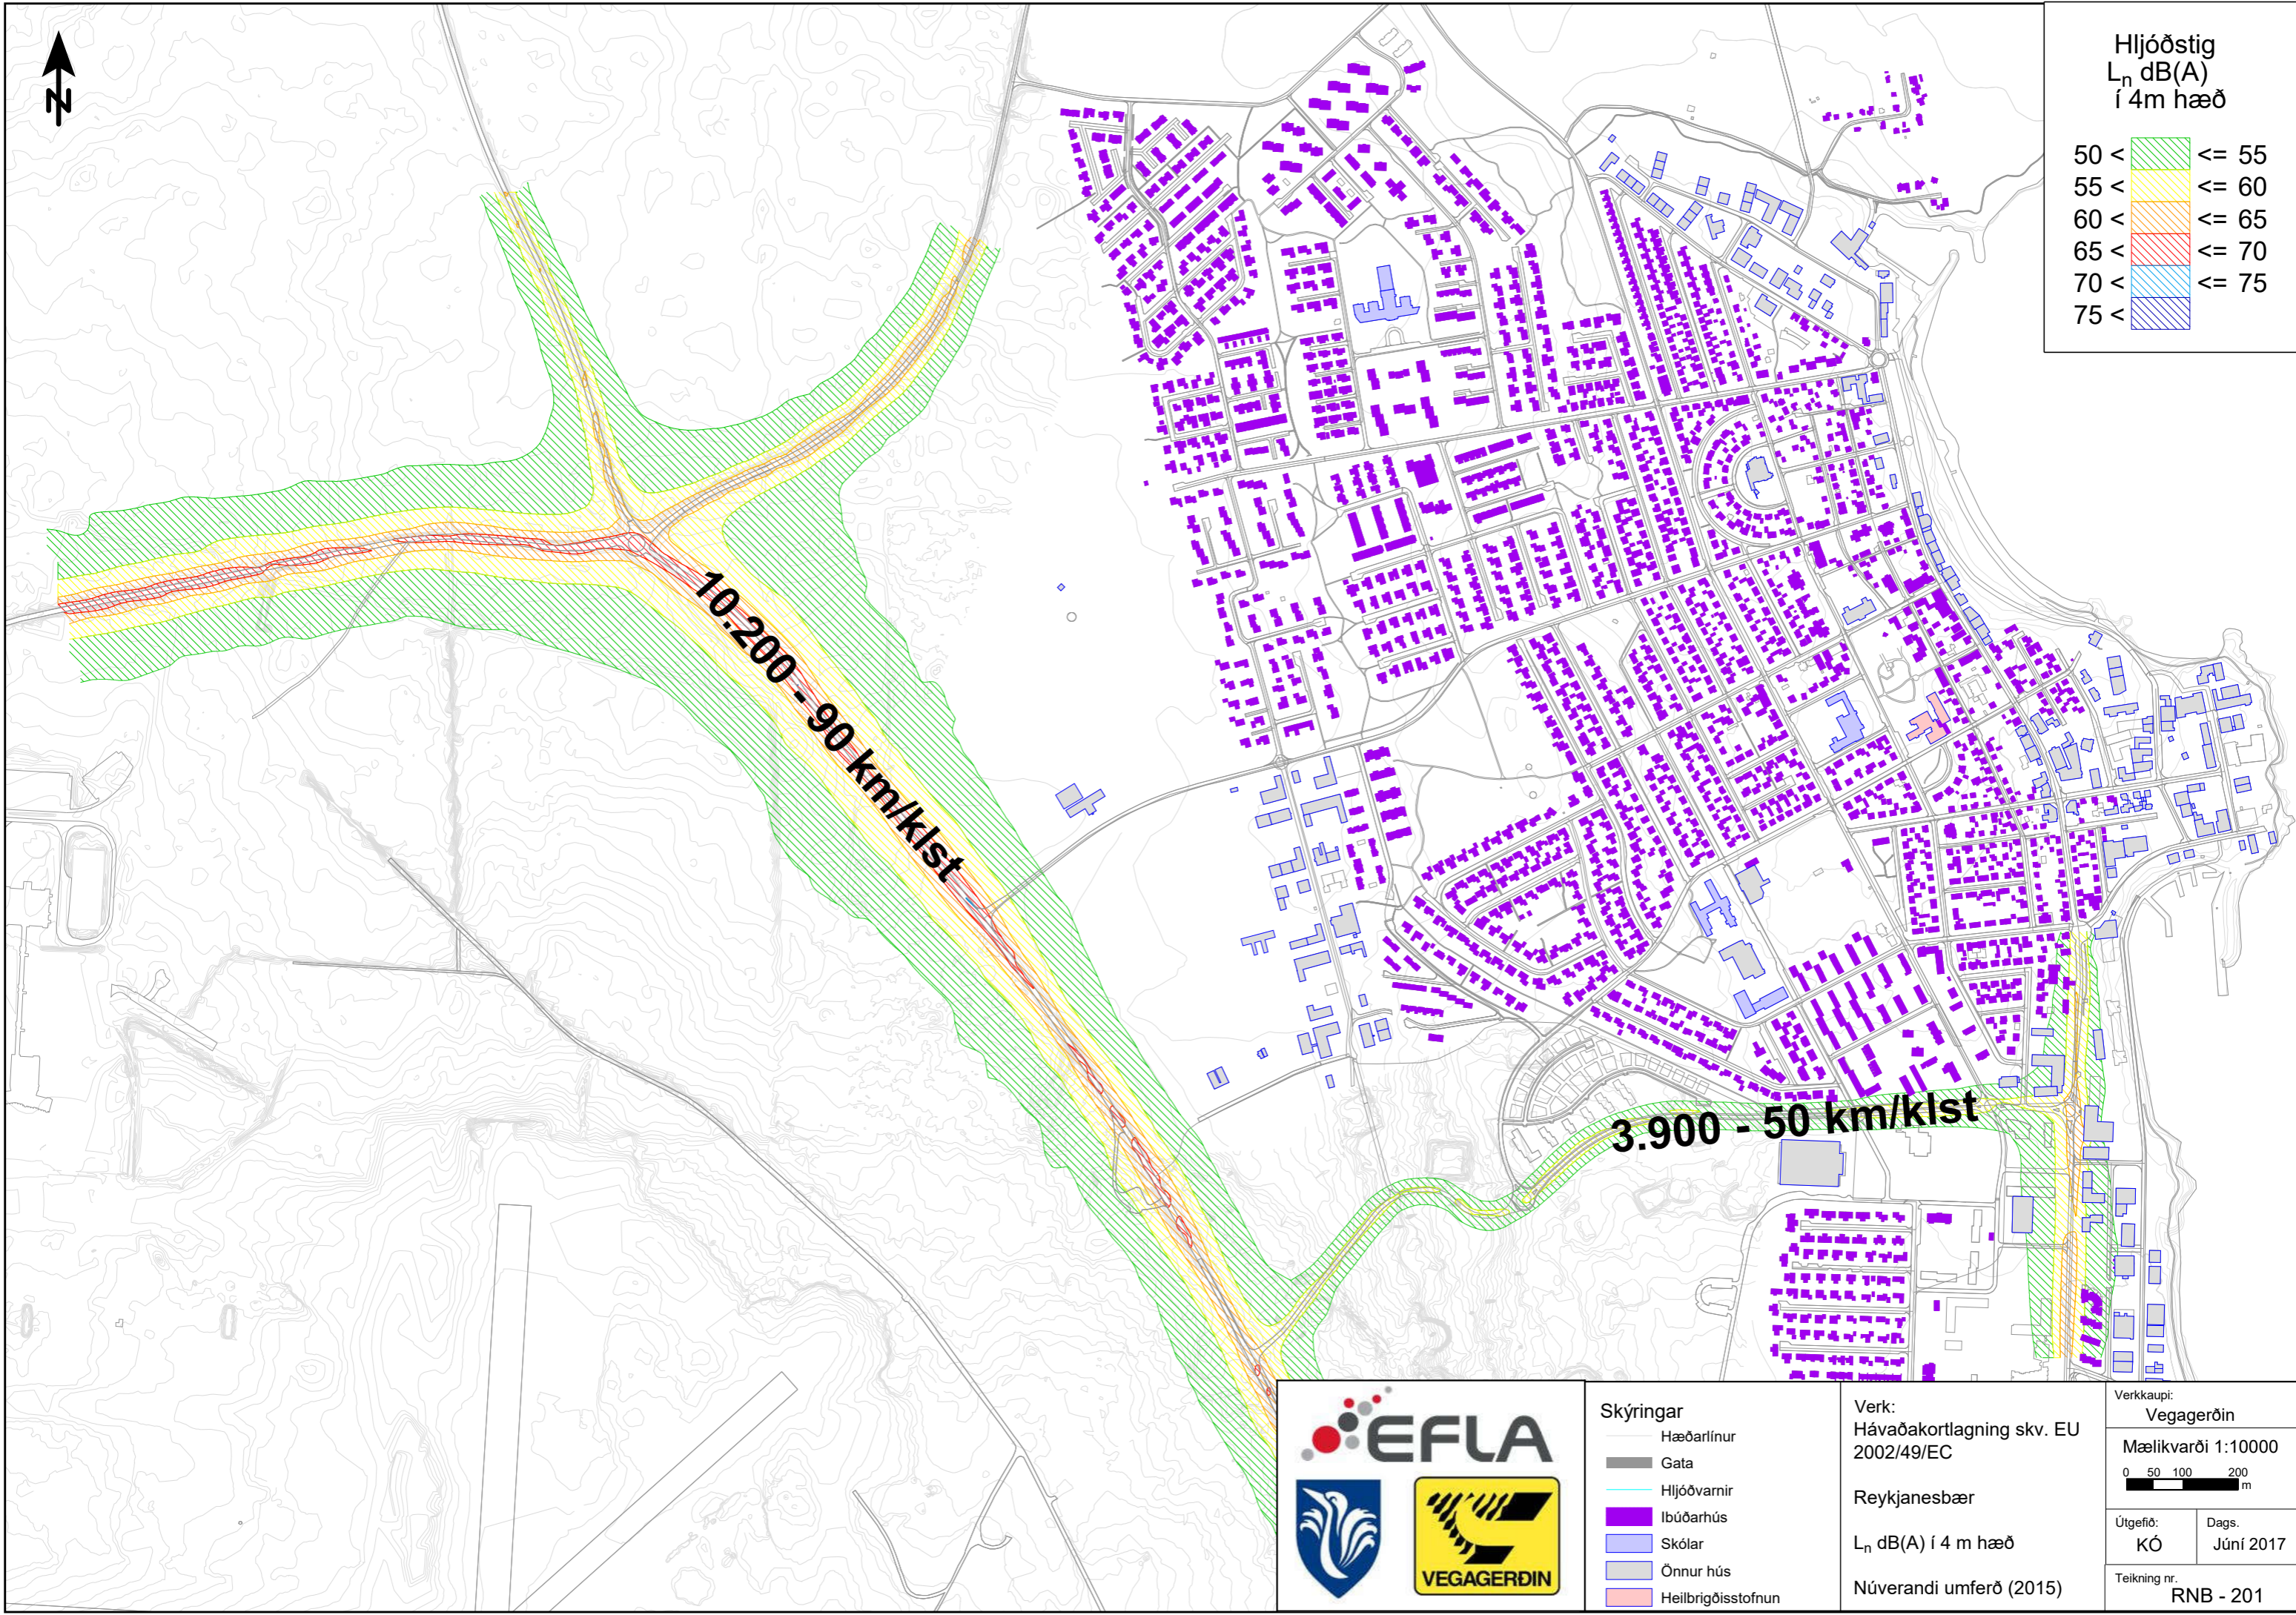 N
Hljóðstig
Ln dB(A)
í 4m hæð
50 < <= 55
55 < <= 60
60 < <= 65
65 < <= 70
70 < <= 75
75 <
10.200 - 90 km/klst
3.900 - 50 km/klst
EFLA
VEGAGERÐIN
Skýringar
Hæðarlínur
Gata
Hljóðvarnir
Ibúðarhús
Skólar
Önnur hús
Heilbrigðisstofnun
Verk:
Hávaðakortlagning skv. EU
2002/49/EC
Reykjanesbær
Ln dB(A) í 4 m hæð
Núverandi umferð (2015)
Verkkaupi:
Vegagerðin
Mælikvarði 1:10000
0 50 100 200
m
Útgefið:
KÓ
Dags.
Júní 2017
Teikning nr.
RNB - 201